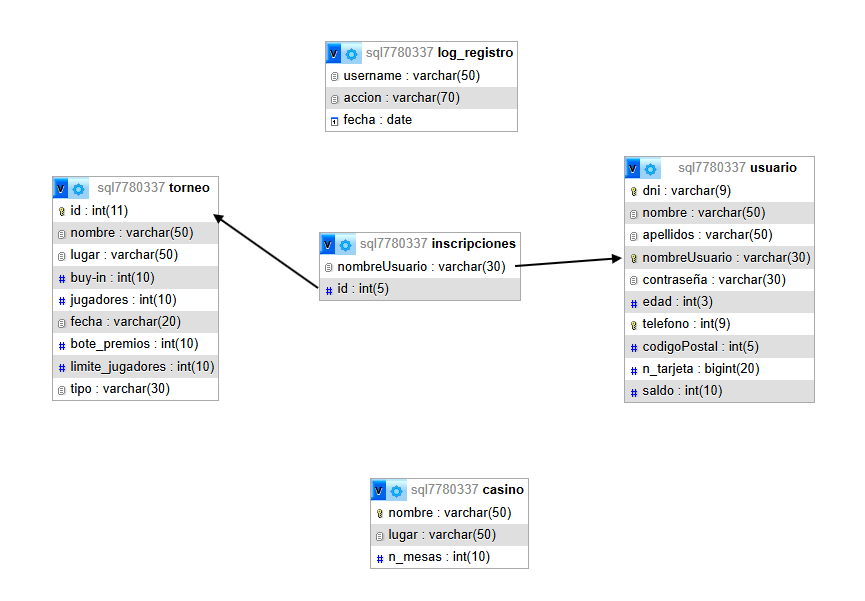 v sql7780337 log_registro
username : varchar(50)
accion : varchar(70)
fecha : date
v sql7780337 torneo
id : int(11)
nombre : varchar(50)
lugar : varchar(50)
# buy-in : int(10)
# jugadores : int(10)
fecha : varchar(20)
# bote_premios : int(10)
# limite_jugadores : int(10)
tipo : varchar(30)
v sql7780337 inscripciones
nombreUsuario : varchar(30)
# id : int(5)
v sql7780337 usuario
dni : varchar(9)
nombre : varchar(50)
apellidos : varchar(50)
nombreUsuario : varchar(30)
contraseña : varchar(30)
# edad : int(3)
telefono : int(9)
# codigoPostal : int(5)
# n_tarjeta : bigint(20)
# saldo : int(10)
v sql7780337 casino
nombre : varchar(50)
lugar : varchar(50)
# n_mesas : int(10)